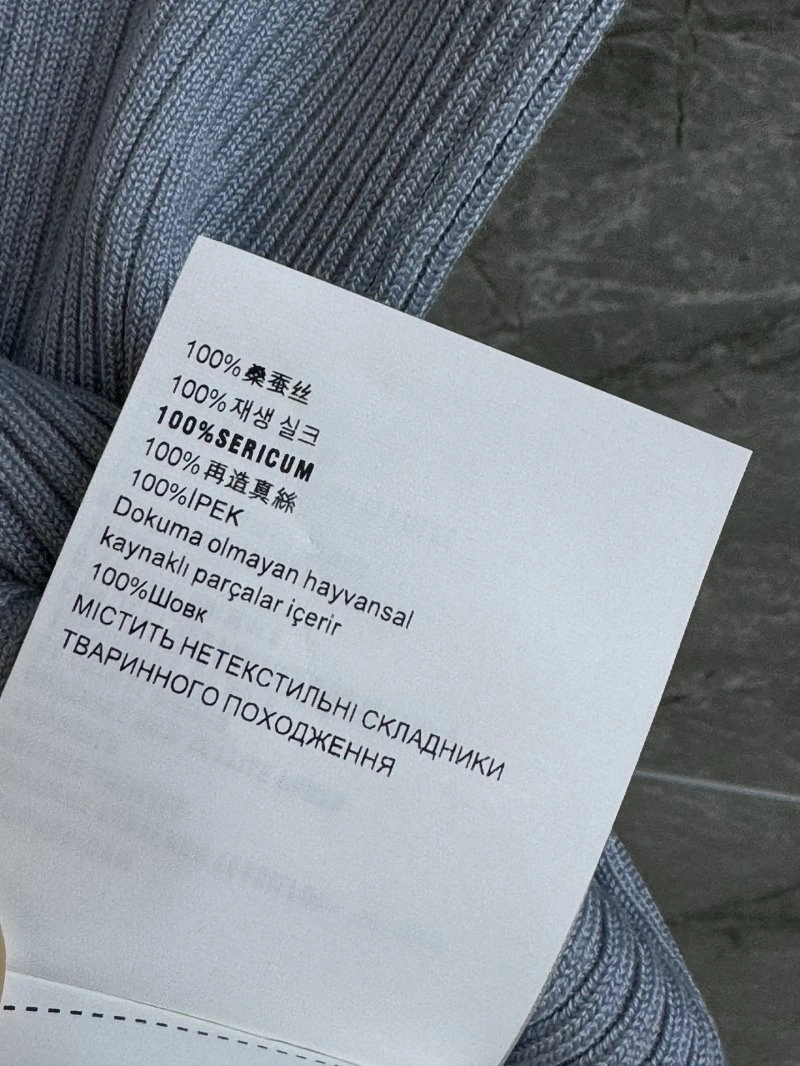 100%桑蚕丝
100%재생 실크
100%SERICUM
100%再造真絲
100%IPEK
Dokuma olmayan hayvansal
kaynaklı parçalar içerir
100%Шовк
МІСТИТЬ НЕТЕКСТИЛЬНІ СКЛАДНИКИ
ТВАРИННОГО ПОХОДЖЕННЯ